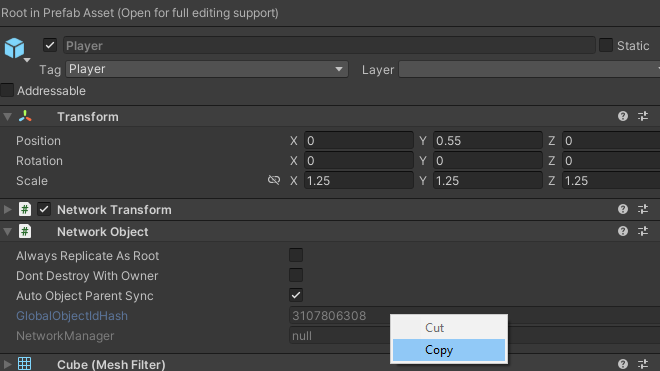 Root in Prefab Asset (Open for full editing support)
Player Static
Tag Player Layer
Addressable
Transform
Position X 0 Y 0.55 Z 0
Rotation X 0 Y 0 Z 0
Scale X 1.25 Y 1.25 Z 1.25
# Network Transform
# Network Object
Always Replicate As Root
Dont Destroy With Owner
Auto Object Parent Sync
GlobalObjectIdHash 3107806308
NetworkManager null
Cut
Copy
Cube (Mesh Filter)